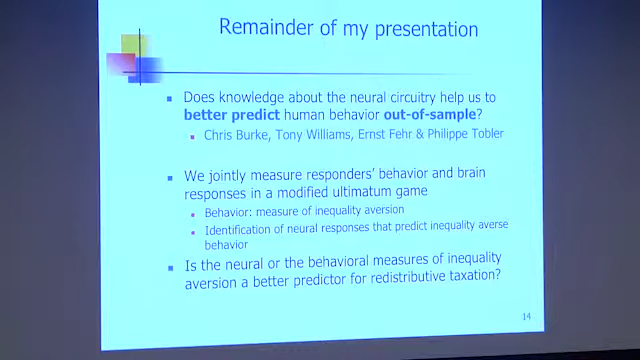 Remainder of my presentation
Does knowledge about the neural circuitry help us to
better predict human behavior out-of-sample?
Chris Burke, Tony Williams, Ernst Fehr & Philippe Tobler
We jointly measure responders' behavior and brain
responses in a modified ultimatum game
Behavior: measure of inequality aversion
Identification of neural responses that predict inequality averse
behavior
Is the neural or the behavioral measures of inequality
aversion a better predictor for redistributive taxation?
14